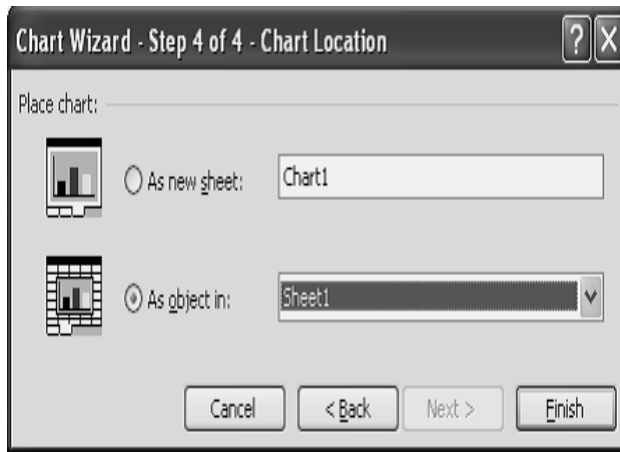 Chart Wizard - Step 4 of 4 - Chart Location
Place chart:
As new sheet: Chart1
As object in: Sheet1
Cancel < Back Next > Finish